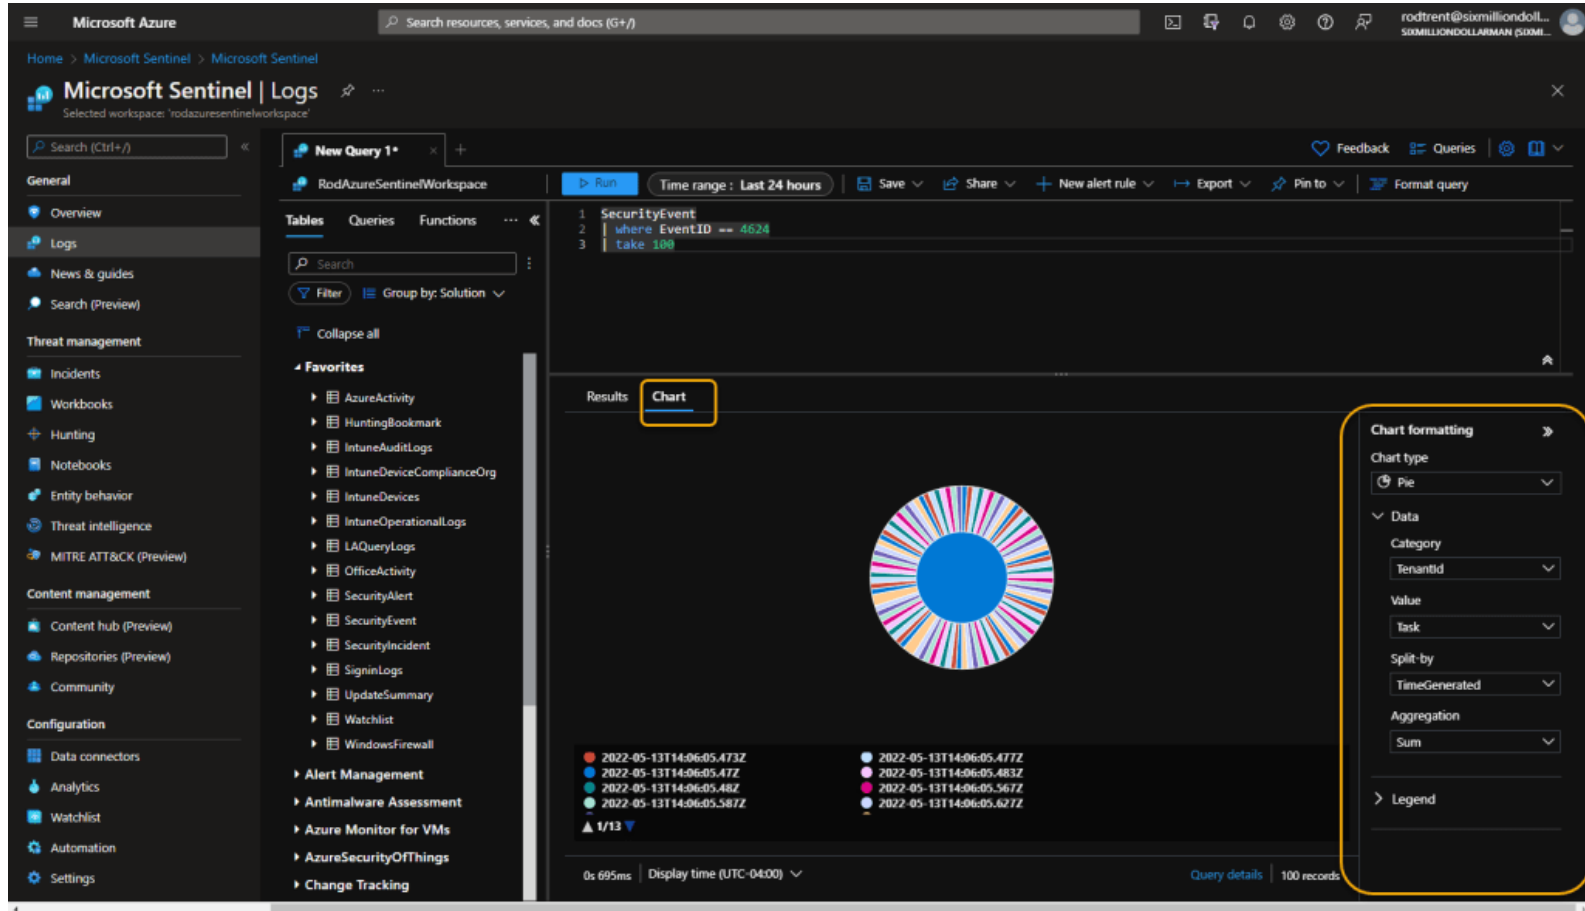 Microsoft Azure
Search resources, services, and docs (G+/)
rodtrent@sixmilliondoll...
SIXMILLIONDOLLARMAN (SIXMI...
Home > Microsoft Sentinel > Microsoft Sentinel
Microsoft Sentinel | Logs
Selected workspace: 'rodazuresentinelworkspace'
Search (Ctrl+/)
General
Overview
Logs
News & guides
Search (Preview)
Threat management
Incidents
Workbooks
Hunting
Notebooks
Entity behavior
Threat intelligence
MITRE ATT&CK (Preview)
Content management
Content hub (Preview)
Repositories (Preview)
Community
Configuration
Data connectors
Analytics
Watchlist
Automation
Settings
New Query 1*
Feedback
Queries
RodAzureSentinelWorkspace
Run
Time range : Last 24 hours
Save
Share
New alert rule
Export
Pin to
Format query
Tables
Queries
Functions
Search
Filter
Group by: Solution
Collapse all
Favorites
AzureActivity
HuntingBookmark
IntuneAuditLogs
IntuneDeviceComplianceOrg
IntuneDevices
IntuneOperationalLogs
LAQueryLogs
OfficeActivity
SecurityAlert
SecurityEvent
SecurityIncident
SigninLogs
UpdateSummary
Watchlist
WindowsFirewall
Alert Management
Antimalware Assessment
Azure Monitor for VMs
AzureSecurityOfThings
Change Tracking
1 SecurityEvent
2 | where EventID == 4624
3 | take 100
Results
Chart
2022-05-13T14:06:05.473Z
2022-05-13T14:06:05.47Z
2022-05-13T14:06:05.48Z
2022-05-13T14:06:05.587Z
2022-05-13T14:06:05.477Z
2022-05-13T14:06:05.483Z
2022-05-13T14:06:05.567Z
2022-05-13T14:06:05.627Z
1/13
0s 695ms
Display time (UTC-04:00)
Query details
100 records
Chart formatting
Chart type
Pie
Data
Category
TenantId
Value
Task
Split-by
TimeGenerated
Aggregation
Sum
Legend